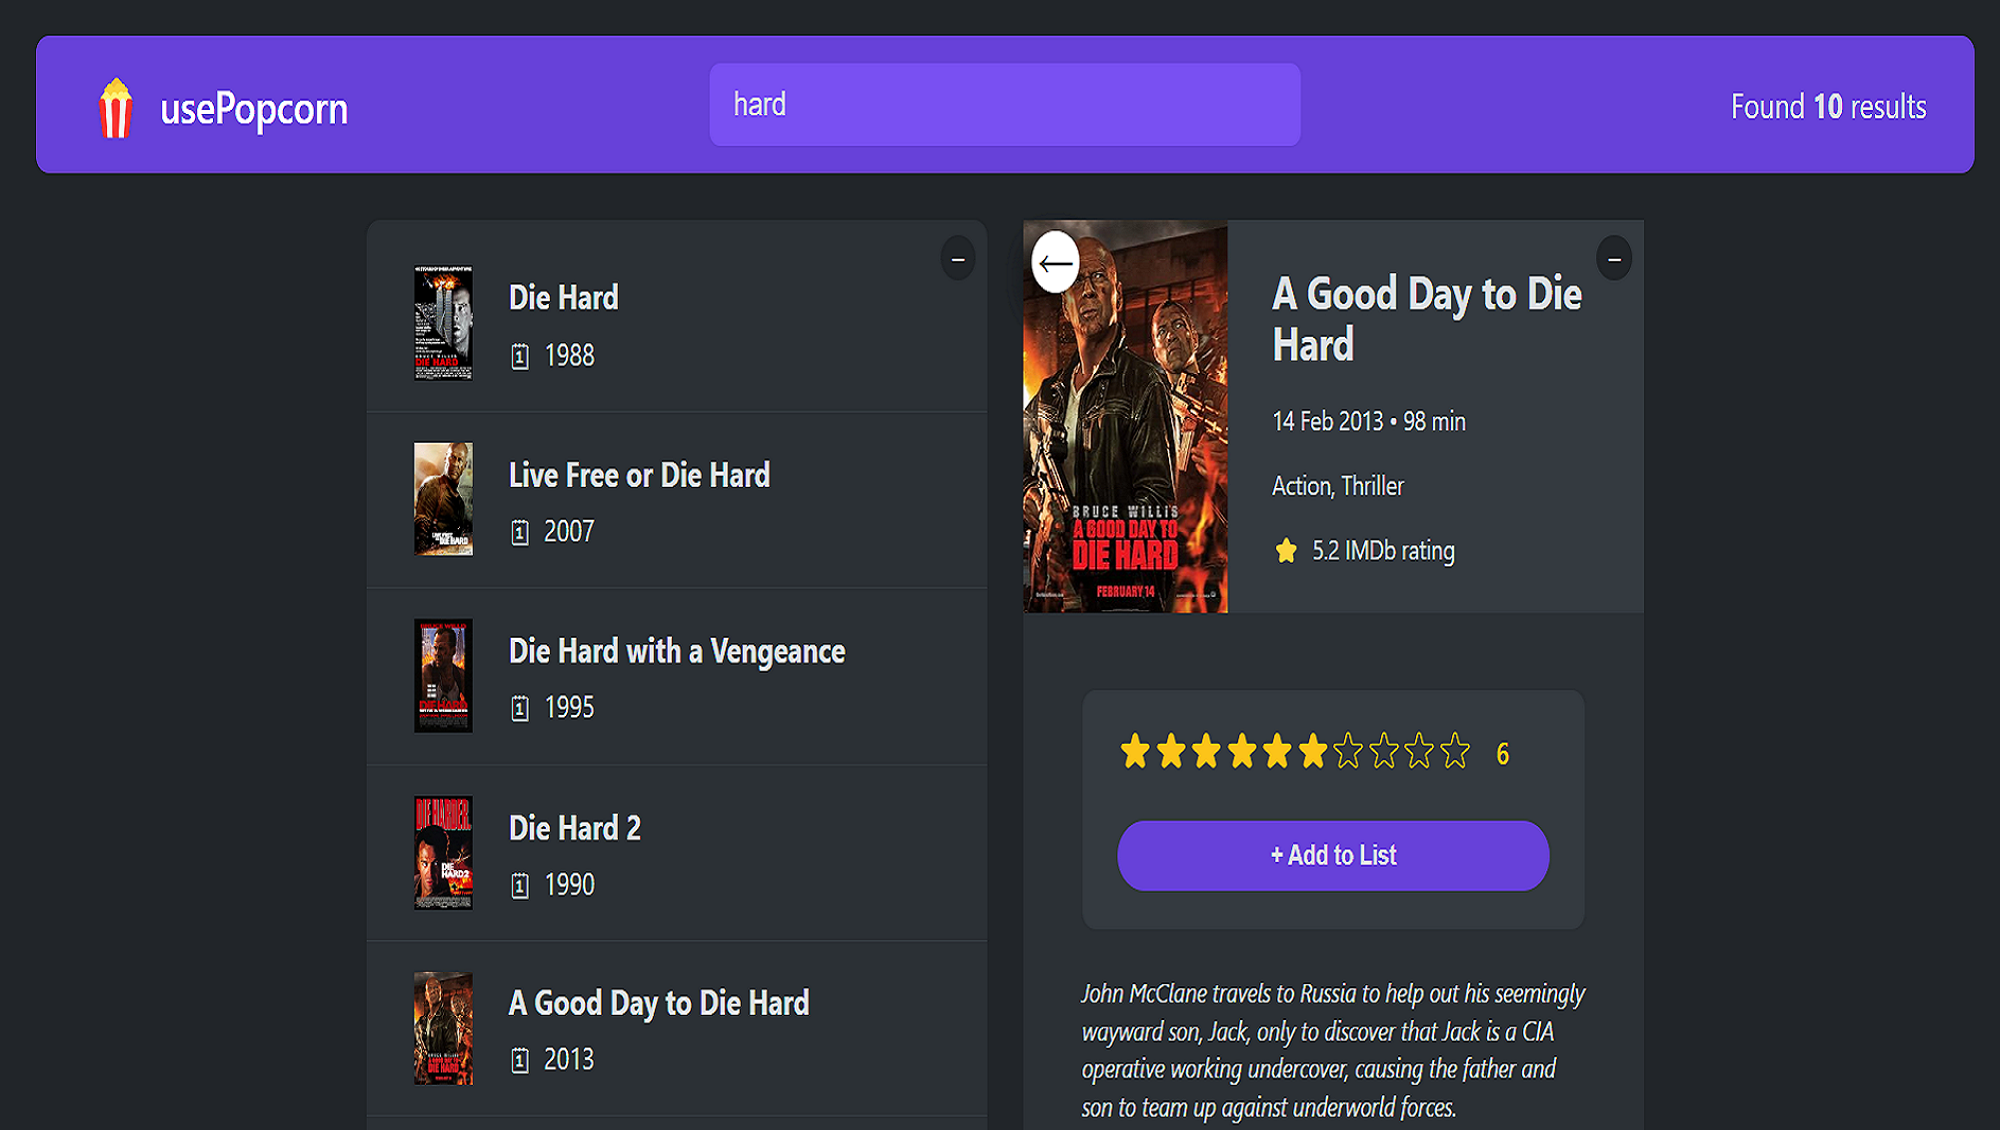 usePopcorn
hard
Found 10 results
Die Hard
1988
Live Free or Die Hard
2007
Die Hard with a Vengeance
1995
Die Hard 2
1990
A Good Day to Die Hard
2013
BRUCE WILLIS
A GOOD DAY TO
DIE HARD
FEBRUARY 14
A Good Day to Die
Hard
14 Feb 2013 • 98 min
Action, Thriller
5.2 IMDb rating
6
+ Add to List
John McClane travels to Russia to help out his seemingly
wayward son, Jack, only to discover that Jack is a CIA
operative working undercover, causing the father and
son to team up against underworld forces.